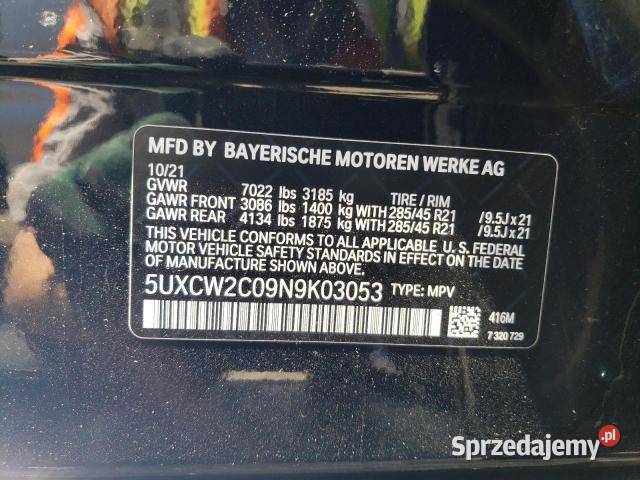 MFD BY BAYERISCHE MOTOREN WERKE AG
10/21
GVWR 7022 lbs 3185 kg TIRE / RIM
GAWR FRONT 3086 lbs 1400 kg WITH 285/45 R21 /9.5J x 21
GAWR REAR 4134 lbs 1875 kg WITH 285/45 R21 /9.5J x 21
THIS VEHICLE CONFORMS TO ALL APPLICABLE U. S. FEDERAL
MOTOR VEHICLE SAFETY STANDARDS IN EFFECT ON THE DATE
OF MANUFACTURE SHOWN ABOVE.
5UXCW2C09N9K03053 TYPE: MPV
416M
7 320 729
Sprzedajemy.pl